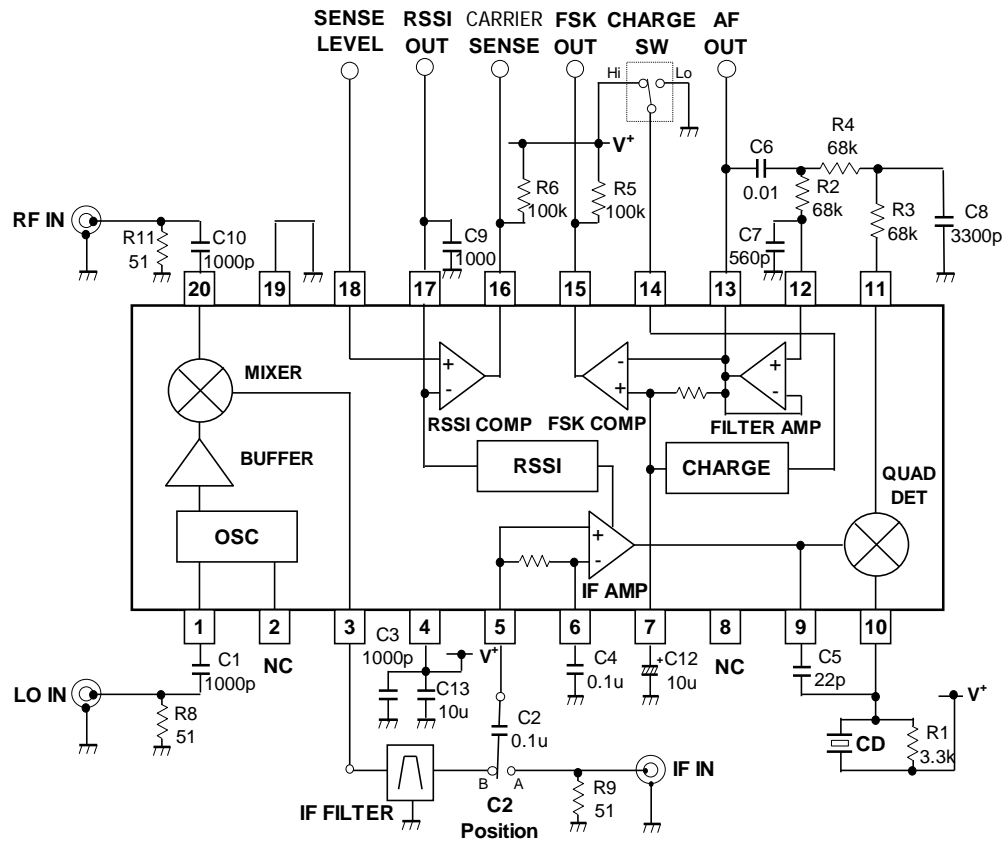 SENSE LEVEL
RSSI OUT
CARRIER SENSE
FSK OUT
CHARGE SW
AF OUT
Hi
Lo
V+
R6
100k
R5
100k
C6
0.01
R4
68k
R2
68k
R3
68k
C8
3300p
C7
560p
RF IN
R11
51
C10
1000p
C9
1000
20
19
18
17
16
15
14
13
12
11
MIXER
BUFFER
OSC
+
-
RSSI COMP
-
+
FSK COMP
+
-
FILTER AMP
RSSI
CHARGE
QUAD DET
+
-
IF AMP
1
2
3
4
5
6
7
8
9
10
NC
NC
LO IN
C1
1000p
R8
51
C3
1000p
V+
C13
10u
C2
0.1u
C4
0.1u
+
C12
10u
C5
22p
V+
CD
R1
3.3k
IF FILTER
B
A
C2 Position
R9
51
IF IN